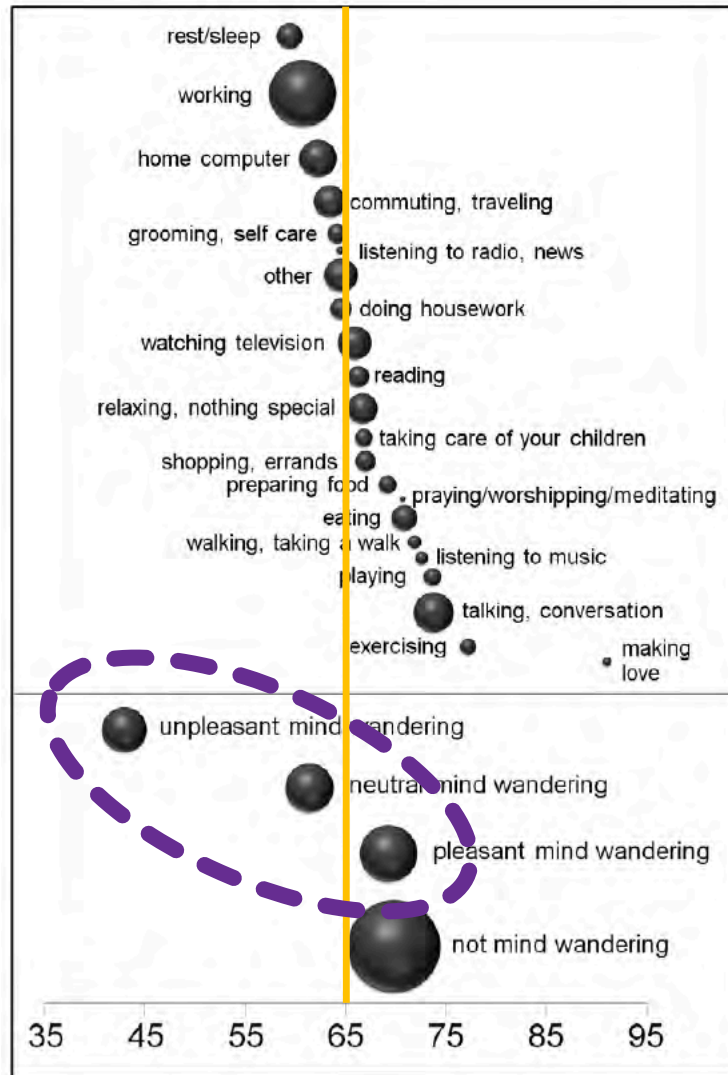 rest/sleep
working
home computer
commuting, traveling
grooming, self care
listening to radio, news
other
doing housework
watching television
reading
relaxing, nothing special
taking care of your children
shopping, errands
preparing food
praying/worshipping/meditating
eating
walking, taking a walk
listening to music
playing
talking, conversation
exercising
making
love
unpleasant mind wandering
neutral mind wandering
pleasant mind wandering
not mind wandering
35 45 55 65 75 85 95